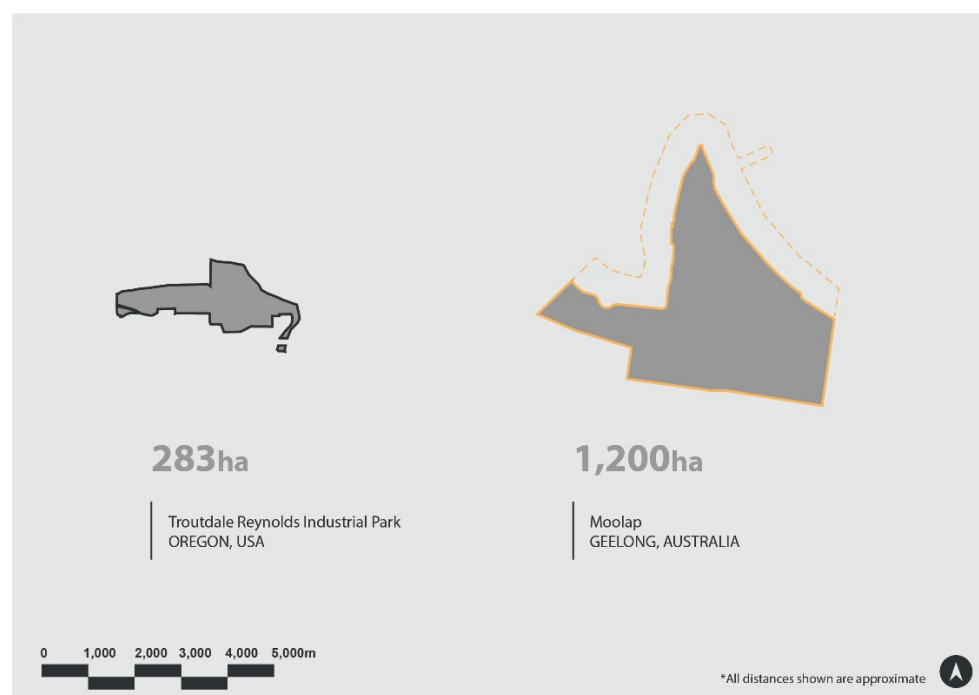 283ha
Troutdale Reynolds Industrial Park
OREGON, USA
1,200ha
Moolap
GEELONG, AUSTRALIA
0 1,000 2,000 3,000 4,000 5,000m
*All distances shown are approximate